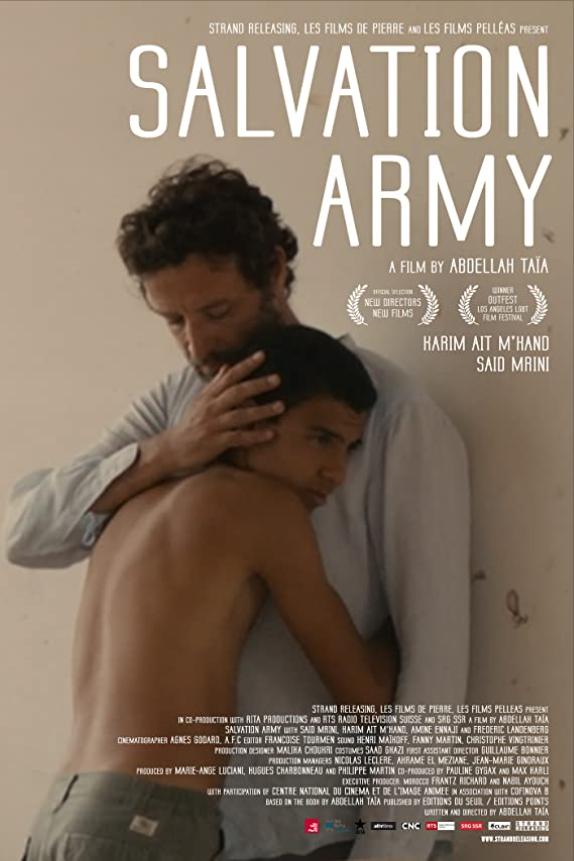 STRAND RELEASING, LES FILMS DE PIERRE AND LES FILMS PELLÉAS PRESENT
SALVATION
ARMY
A FILM BY ABDELLAH TAÏA
OFFICIAL SELECTION
NEW DIRECTORS
NEW FILMS
WINNER
OUTFEST
LOS ANGELES LGBT
FILM FESTIVAL
KARIM AIT M'HAND
SAID MRINI
STRAND RELEASING, LES FILMS DE PIERRE, LES FILMS PELLEAS PRESENT
IN CO-PRODUCTION WITH RITA PRODUCTIONS AND RTS RADIO TELEVISION SUISSE AND SRG SSR A FILM BY ABDELLAH TAÏA
SALVATION ARMY WITH SAID MRINI, KARIM AIT M'HAND, AMINE ENNAJI AND FREDERIC LANDENBERG
CINEMATOGRAPHER AGNES GODARD, A.F.C EDITOR FRANCOISE TOURMEN SOUND HENRI MAÏKOFF, FANNY MARTIN, CHRISTOPHE VINGTRINIER
PRODUCTION DESIGNER MALIKA CHOUKRI COSTUMES SAAD GHAZI FIRST ASSISTANT DIRECTOR GUILLAUME BONNIER
PRODUCTION MANAGERS NICOLAS LECLERE, AHRAME EL MEZIANE, JEAN-MARIE GINDRAUX
PRODUCED BY MARIE-ANGE LUCIANI, HUGUES CHARBONNEAU AND PHILIPPE MARTIN CO-PRODUCED BY PAULINE GYGAX AND MAX KARLI
EXECUTIVE PRODUCER: MOROCCO FRANTZ RICHARD AND NABIL AYOUCH
WITH PARTICIPATION OF CENTRE NATIONAL DU CINEMA ET DE L'IMAGE ANIMEE IN ASSOCIATION WITH COFINOVA 8
BASED ON THE BOOK BY ABDELLAH TAÏA PUBLISHED BY EDITIONS DU SEUIL / EDITIONS POINTS
WRITTEN AND DIRECTED BY ABDELLAH TAÏA
CNC RTS SRG SSR STRAND
WWW.STRANDRELEASING.COM